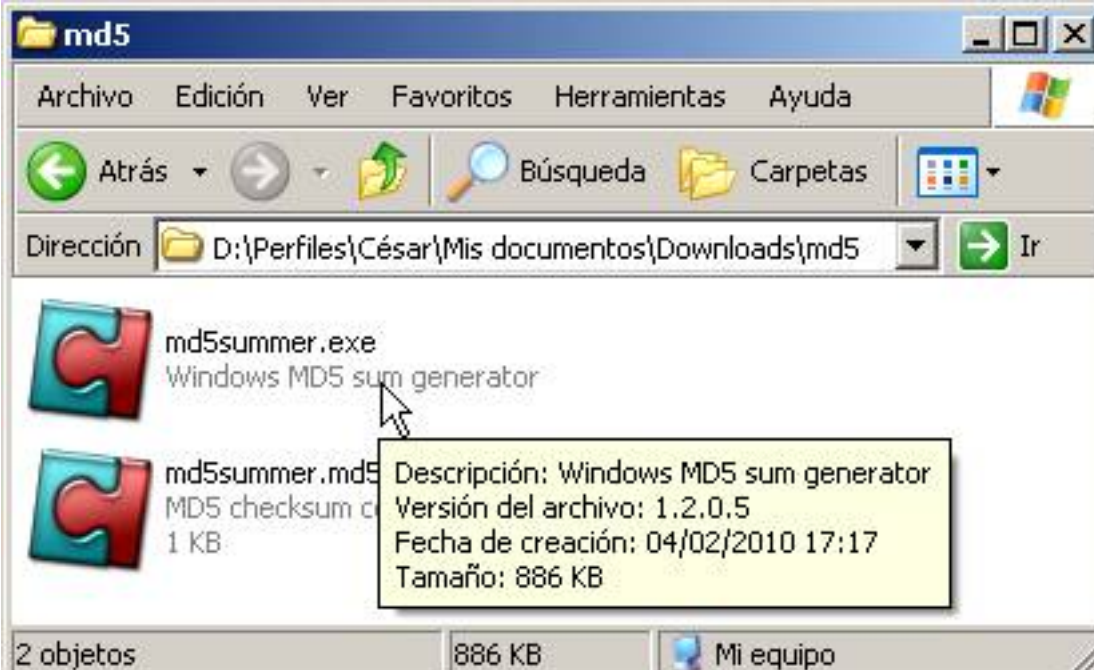 md5
Archivo Edición Ver Favoritos Herramientas Ayuda
Atrás Búsqueda Carpetas
Dirección D:\Perfiles\César\Mis documentos\Downloads\md5 Ir
md5summer.exe
Windows MD5 sum generator
md5summer.md5
MD5 checksum
1 KB
Descripción: Windows MD5 sum generator
Versión del archivo: 1.2.0.5
Fecha de creación: 04/02/2010 17:17
Tamaño: 886 KB
2 objetos 886 KB Mi equipo